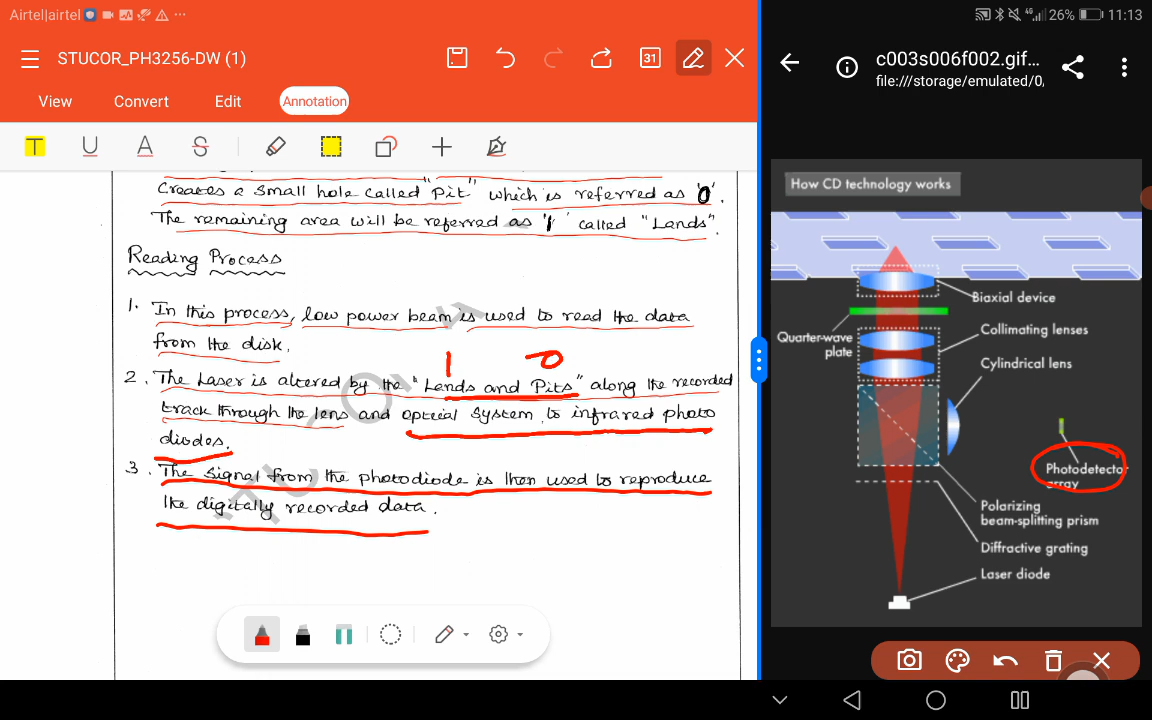 Airtel|airtel
4G 26% 11:13
STUCOR_PH3256-DW (1)
31
View Convert Edit Annotation
T U A S
Creates a small hole called "Pit" which is referred as '0'.
The remaining area will be referred as '1' called "Lands".
Reading Process
1. In this process, low power beam is used to read the data
from the disk.
1 0
2. The Laser is altered by the "Lands and Pits" along the recorded
track through the lens and optical system to infrared photo
diodes.
3. The signal from the photodiode is then used to reproduce
the digitally recorded data.
c003s006f002.gif...
file:///storage/emulated/0,
How CD technology works
Biaxial device
Quarter-wave
plate
Collimating lenses
Cylindrical lens
Photodetector
array
Polarizing
beam-splitting prism
Diffractive grating
Laser diode